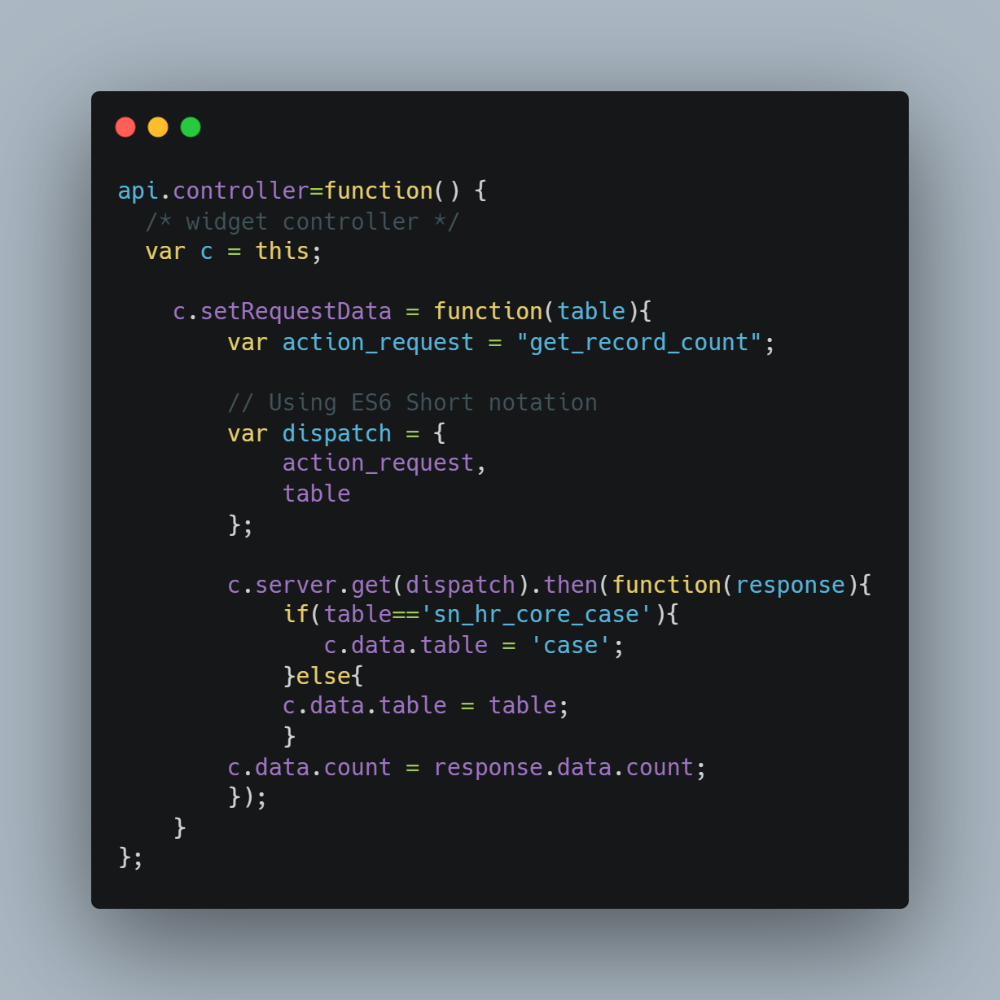 api.controller=function() {
  /* widget controller */
  var c = this;

    c.setRequestData = function(table){
        var action_request = "get_record_count";

        // Using ES6 Short notation
        var dispatch = {
            action_request,
            table
        };

        c.server.get(dispatch).then(function(response){
            if(table=='sn_hr_core_case'){
               c.data.table = 'case';
            }else{
            c.data.table = table;
            }
        c.data.count = response.data.count;
        });
    }
};